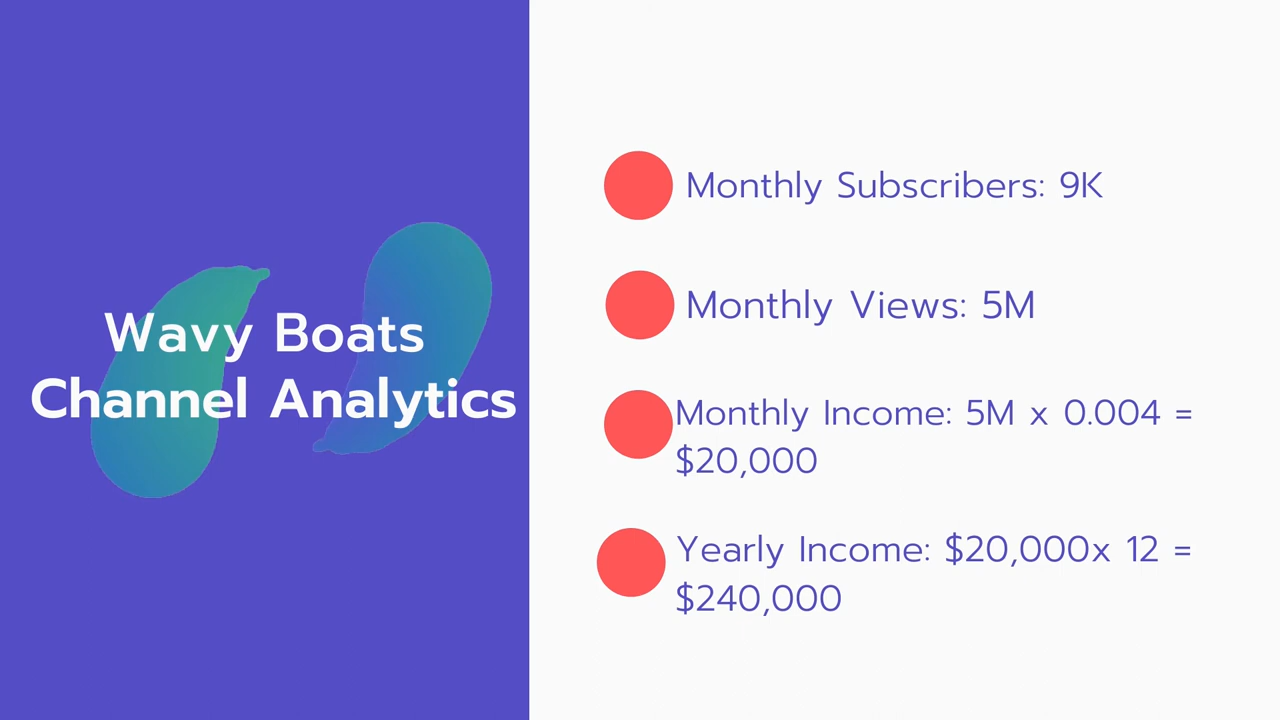 Wavy Boats
Channel Analytics
Monthly Subscribers: 9K
Monthly Views: 5M
Monthly Income: 5M x 0.004 =
$20,000
Yearly Income: $20,000x 12 =
$240,000